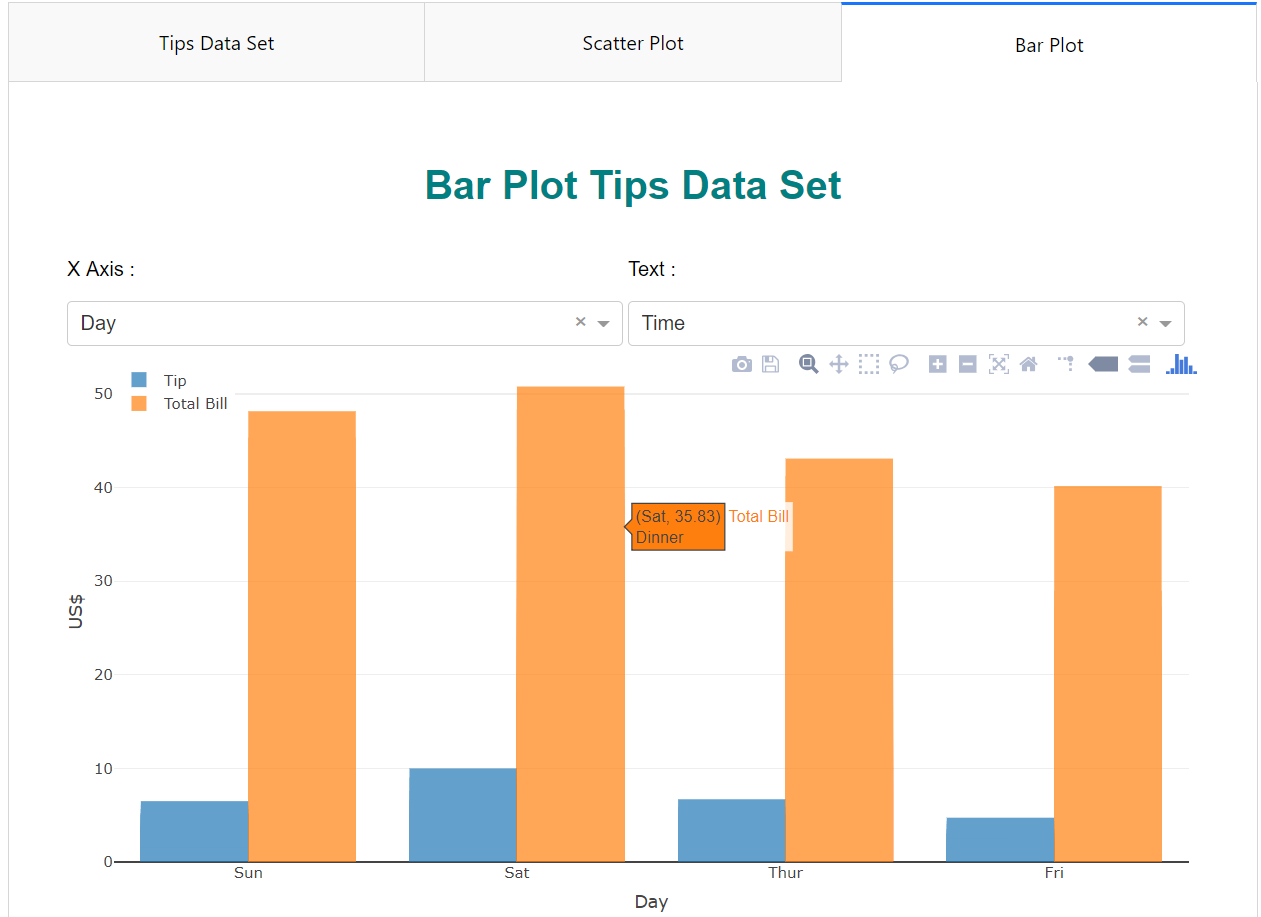 Tips Data Set Scatter Plot Bar Plot
Bar Plot Tips Data Set
X Axis : Text :
Day Time
Tip
Total Bill
50
40
30
20
10
0
US$
(Sat, 35.83) Total Bill
Dinner
Sun Sat Thur Fri
Day